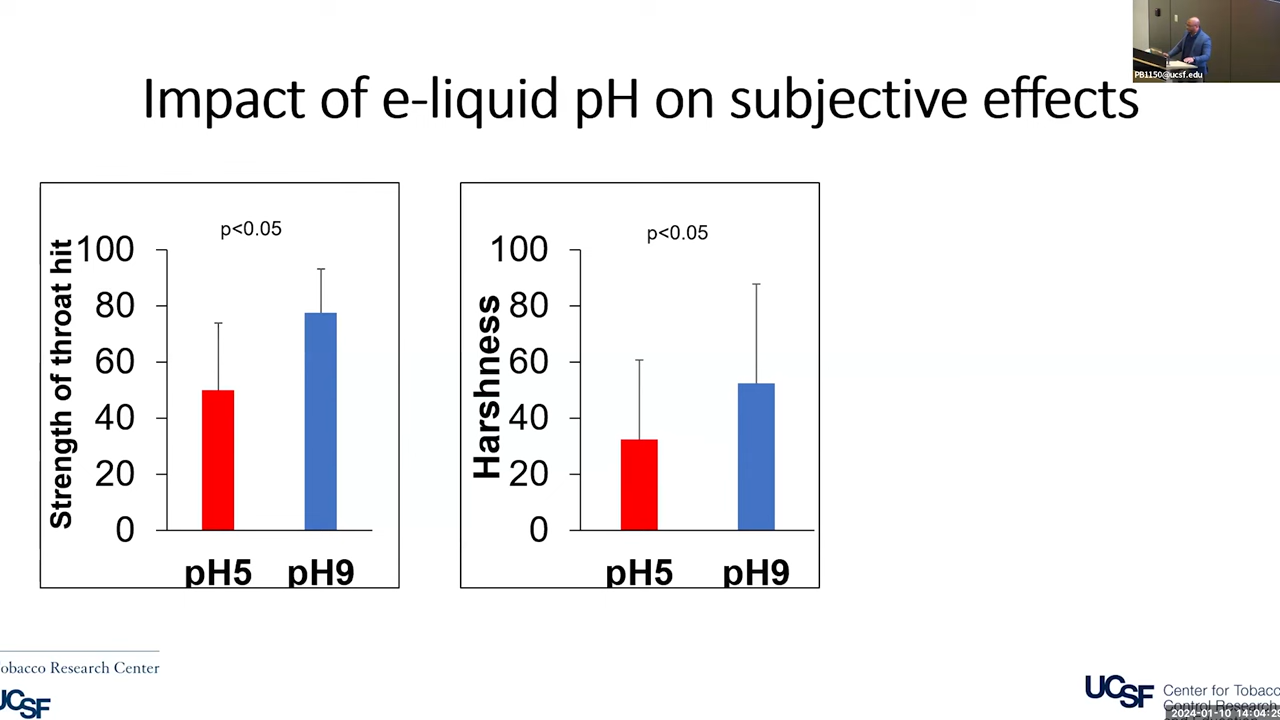 PB1150@ucsf.edu
Impact of e-liquid pH on subjective effects
Strength of throat hit
p<0.05
100
80
60
40
20
0
pH5 pH9
Harshness
p<0.05
100
80
60
40
20
0
pH5 pH9
obacco Research Center
UCSF
UCSF
Center for Tobacc
Control Research
2024-01-10 14:04:25